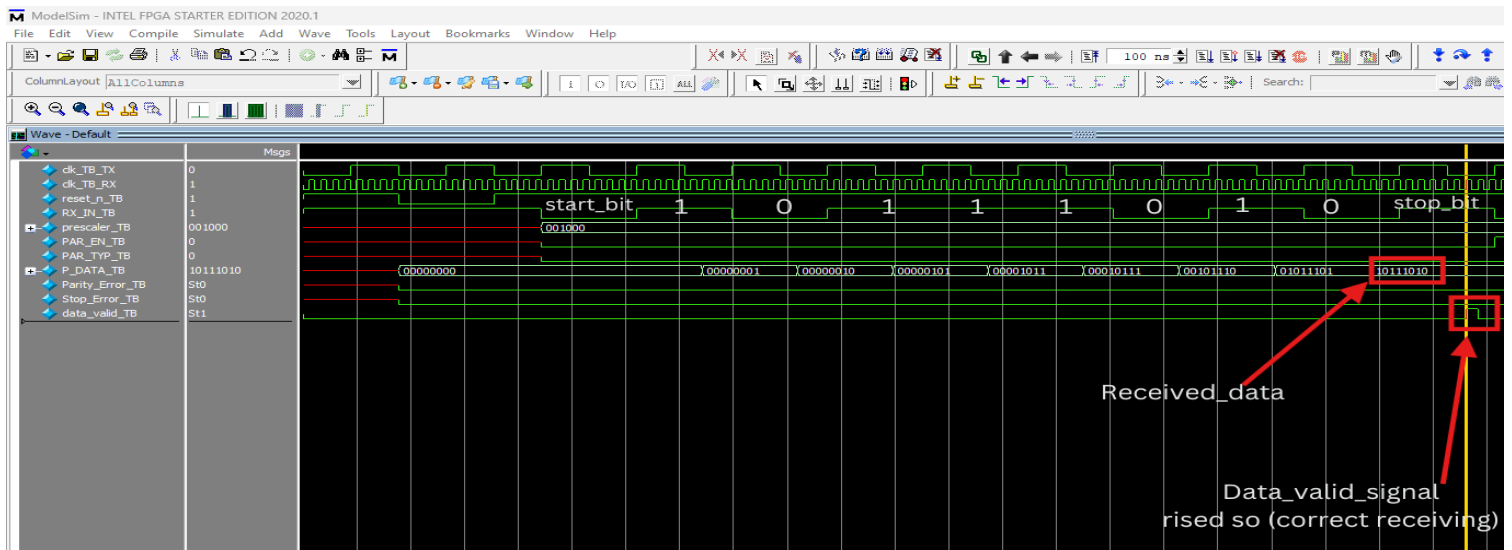 ModelSim - INTEL FPGA STARTER EDITION 2020.1
File Edit View Compile Simulate Add Wave Tools Layout Bookmarks Window Help
100 ns
ColumnLayout AllColumns
I O I/O ALL Search:
Wave - Default
Msgs
clk_TB_TX 0
clk_TB_RX 1
reset_n_TB 1
RX_IN_TB 1 start_bit 1 0 1 1 1 0 1 0 stop_bit
prescaler_TB 001000 001000
PAR_EN_TB 0
PAR_TYP_TB 0
P_DATA_TB 10111010 00000000 00000001 00000010 00000101 00001011 00010111 00101110 01011101 10111010
Parity_Error_TB St0
Stop_Error_TB St0
data_valid_TB St1
Received_data
Data_valid_signal
rised so (correct receiving)